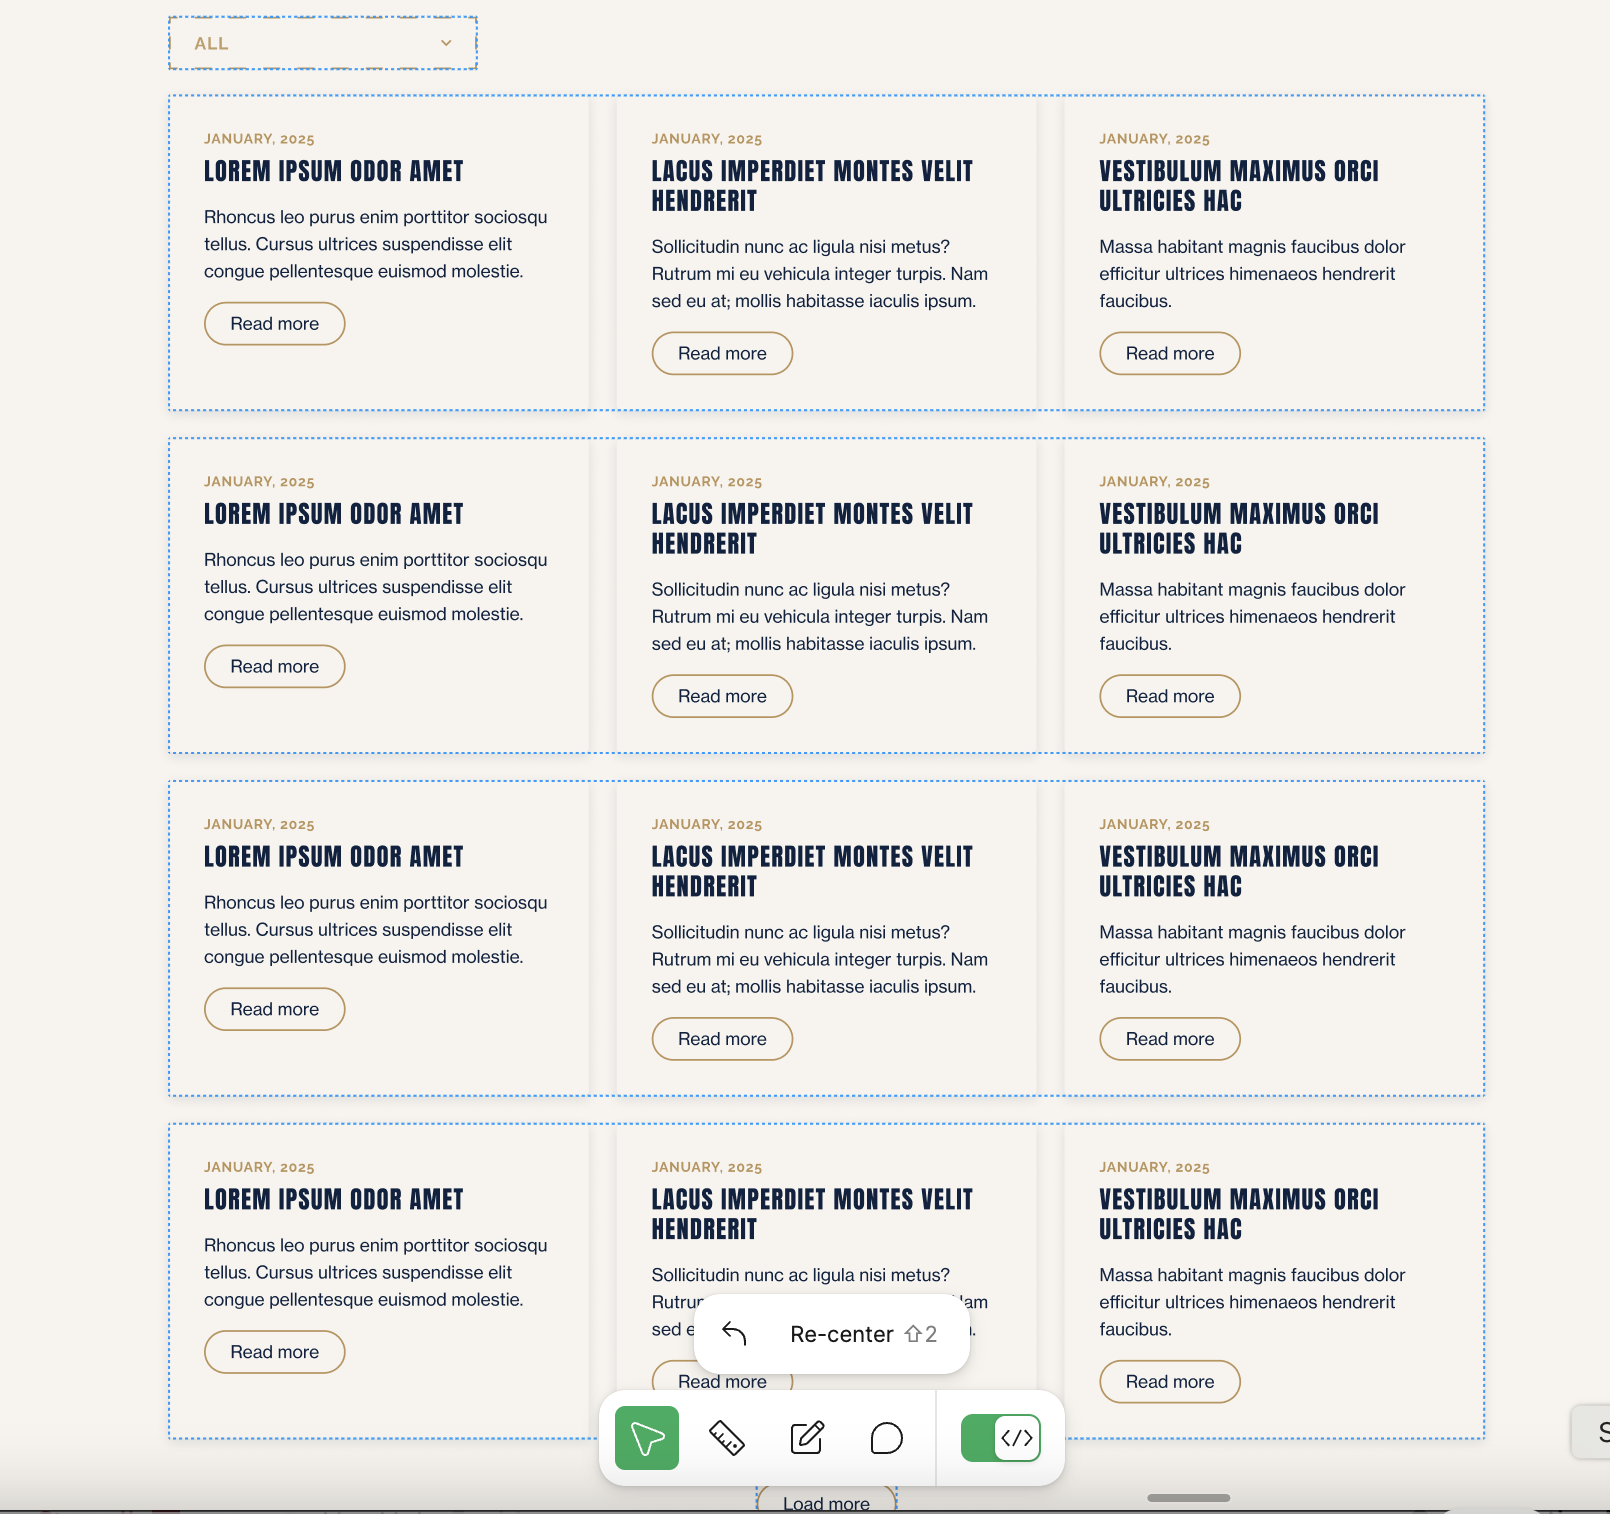 ALL
JANUARY, 2025
LOREM IPSUM ODOR AMET
Rhoncus leo purus enim porttitor sociosqu
tellus. Cursus ultrices suspendisse elit
congue pellentesque euismod molestie.
Read more
JANUARY, 2025
LACUS IMPERDIET MONTES VELIT
HENDRERIT
Sollicitudin nunc ac ligula nisi metus?
Rutrum mi eu vehicula integer turpis. Nam
sed eu at; mollis habitasse iaculis ipsum.
Read more
JANUARY, 2025
VESTIBULUM MAXIMUS ORCI
ULTRICIES HAC
Massa habitant magnis faucibus dolor
efficitur ultrices himenaeos hendrerit
faucibus.
Read more
JANUARY, 2025
LOREM IPSUM ODOR AMET
Rhoncus leo purus enim porttitor sociosqu
tellus. Cursus ultrices suspendisse elit
congue pellentesque euismod molestie.
Read more
JANUARY, 2025
LACUS IMPERDIET MONTES VELIT
HENDRERIT
Sollicitudin nunc ac ligula nisi metus?
Rutrum mi eu vehicula integer turpis. Nam
sed eu at; mollis habitasse iaculis ipsum.
Read more
JANUARY, 2025
VESTIBULUM MAXIMUS ORCI
ULTRICIES HAC
Massa habitant magnis faucibus dolor
efficitur ultrices himenaeos hendrerit
faucibus.
Read more
JANUARY, 2025
LOREM IPSUM ODOR AMET
Rhoncus leo purus enim porttitor sociosqu
tellus. Cursus ultrices suspendisse elit
congue pellentesque euismod molestie.
Read more
JANUARY, 2025
LACUS IMPERDIET MONTES VELIT
HENDRERIT
Sollicitudin nunc ac ligula nisi metus?
Rutrum mi eu vehicula integer turpis. Nam
sed eu at; mollis habitasse iaculis ipsum.
Read more
JANUARY, 2025
VESTIBULUM MAXIMUS ORCI
ULTRICIES HAC
Massa habitant magnis faucibus dolor
efficitur ultrices himenaeos hendrerit
faucibus.
Read more
JANUARY, 2025
LOREM IPSUM ODOR AMET
Rhoncus leo purus enim porttitor sociosqu
tellus. Cursus ultrices suspendisse elit
congue pellentesque euismod molestie.
Read more
JANUARY, 2025
LACUS IMPERDIET MONTES VELIT
HENDRERIT
Sollicitudin nunc ac ligula nisi metus?
sed
Read more
JANUARY, 2025
VESTIBULUM MAXIMUS ORCI
ULTRICIES HAC
Massa habitant magnis faucibus dolor
efficitur ultrices himenaeos hendrerit
faucibus.
Read more
Re-center ⇧2
</>
Load more